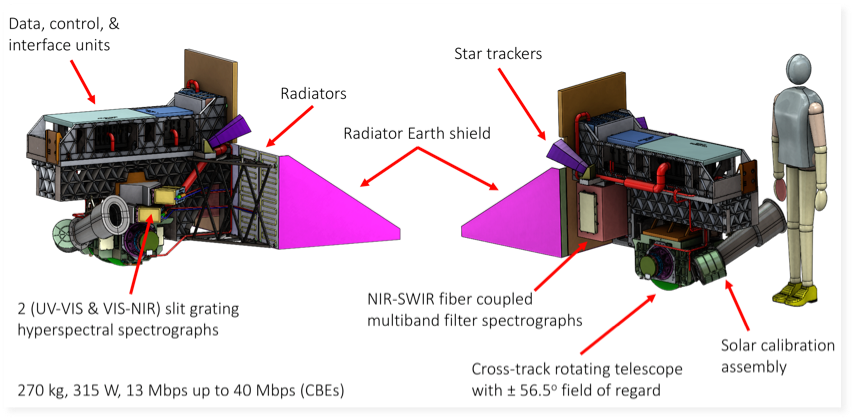 Data, control, &
interface units
Radiators
Radiator Earth shield
Star trackers
2 (UV-VIS & VIS-NIR) slit grating
hyperspectral spectrographs
NIR-SWIR fiber coupled
multiband filter spectrographs
Cross-track rotating telescope
with ± 56.5° field of regard
Solar calibration
assembly
270 kg, 315 W, 13 Mbps up to 40 Mbps (CBEs)